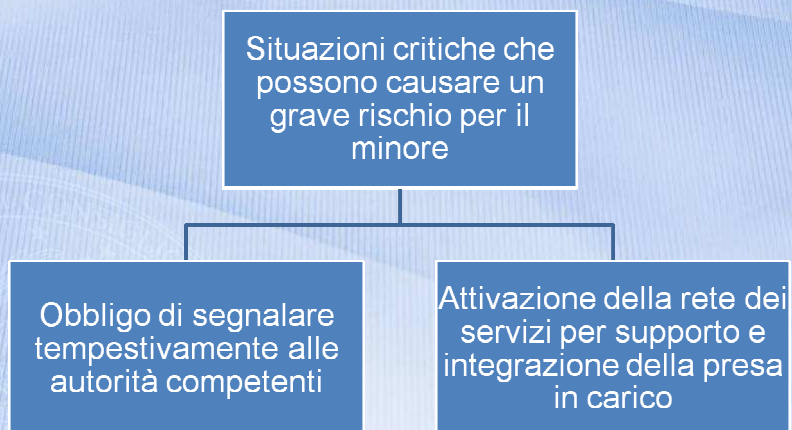 Situazioni critiche che
possono causare un
grave rischio per il
minore
Obbligo di segnalare
tempestivamente alle
autorità competenti
Attivazione della rete dei
servizi per supporto e
integrazione della presa
in carico